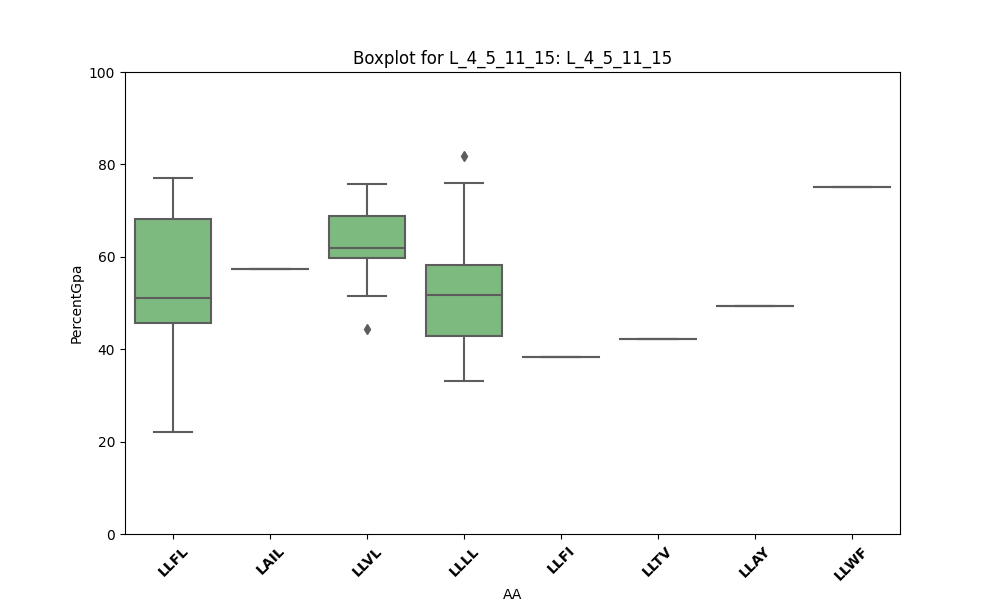 Boxplot for L_4_5_11_15: L_4_5_11_15
100
80
60
40
20
0
PercentGpa
LLFL
LAIL
LLVL
LLLL
LLFI
LLTV
LLAY
LLWF
AA